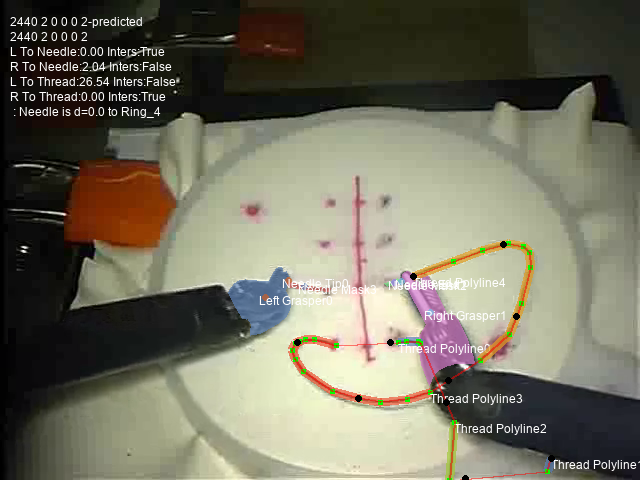 2440 2 0 0 0 2-predicted
2440 2 0 0 0 2
L To Needle:0.00 Inters:True
R To Needle:2.04 Inters:False
L To Thread:26.54 Inters:False
R To Thread:0.00 Inters:True
: Needle is d=0.0 to Ring_4
Needle Tip0
Thread Polyline4
Needle Mask3
Left Grasper0
Right Grasper1
Thread Polyline0
Thread Polyline3
Thread Polyline2
Thread Polyline1